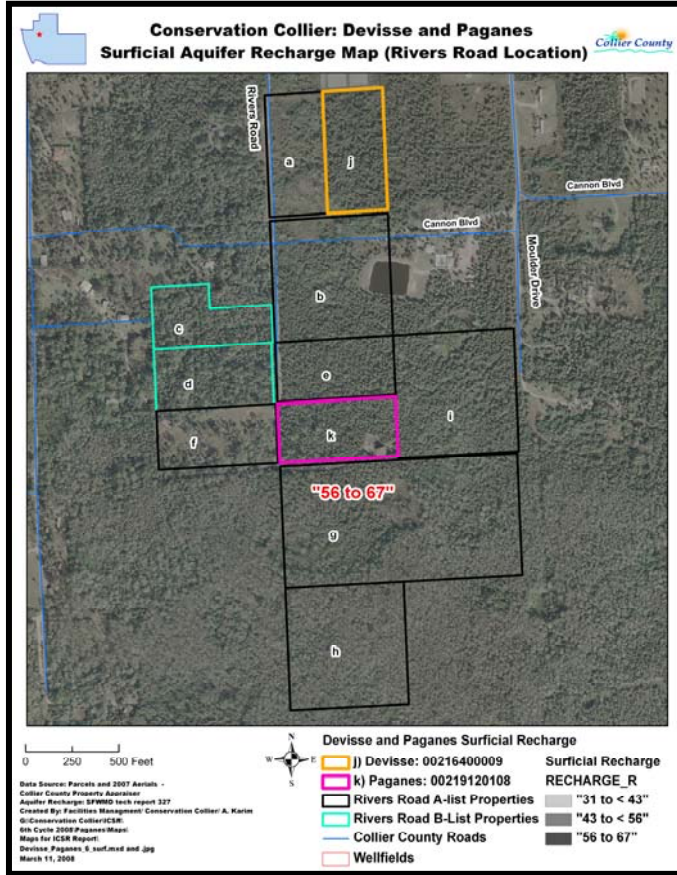 Conservation Collier: Devisse and Paganes
Surficial Aquifer Recharge Map (Rivers Road Location)
Collier County
Rivers Road
a
j
Cannon Blvd
Cannon Blvd
Moulder Drive
b
c
e
d
i
f
k
"56 to 67"
g
h
0 250 500 Feet
N
W E
S
Data Source: Parcels and 2007 Aerials -
Collier County Property Appraiser
Aquifer Recharge: SFWMD tech report 327
Created By: Facilities Managment/ Conservation Collier/ A. Karim
G:\Conservation Collier\ICSR\
6th Cycle 2008\Paganes\Maps\
Maps for ICSR Report\
Devisse_Paganes_6_surf.mxd and .jpg
March 11, 2008
Devisse and Paganes Surficial Recharge
j) Devisse: 00216400009
k) Paganes: 00219120108
Rivers Road A-list Properties
Rivers Road B-List Properties
Collier County Roads
Wellfields
Surficial Recharge
RECHARGE_R
"31 to < 43"
"43 to < 56"
"56 to 67"